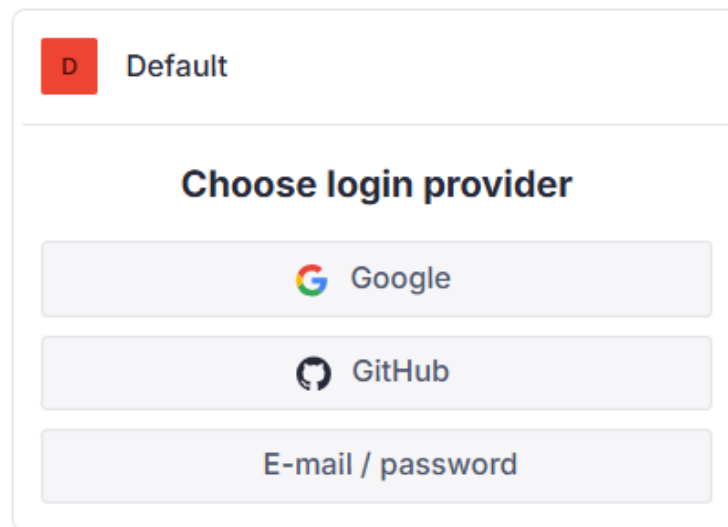 D Default
Choose login provider
Google
GitHub
E-mail / password